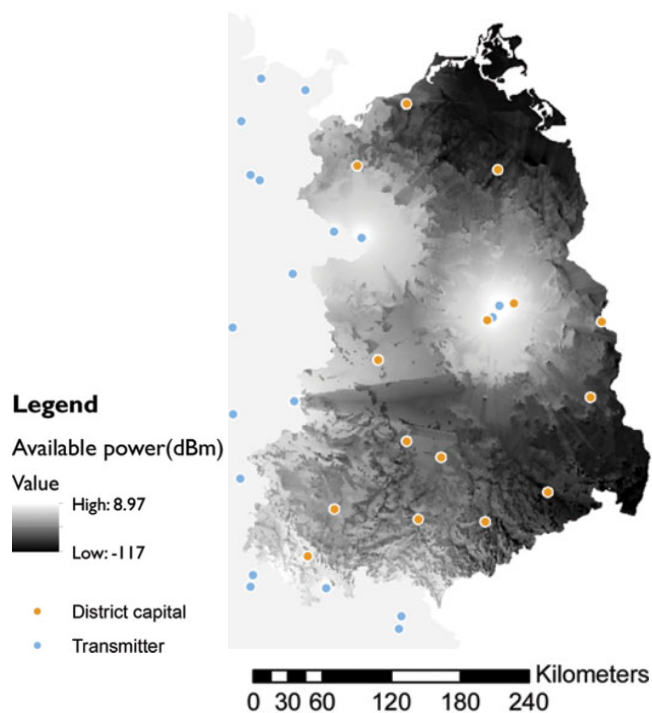 Legend
Available power(dBm)
Value
High: 8.97
Low: -117
District capital
Transmitter
Kilometers
0 30 60 120 180 240